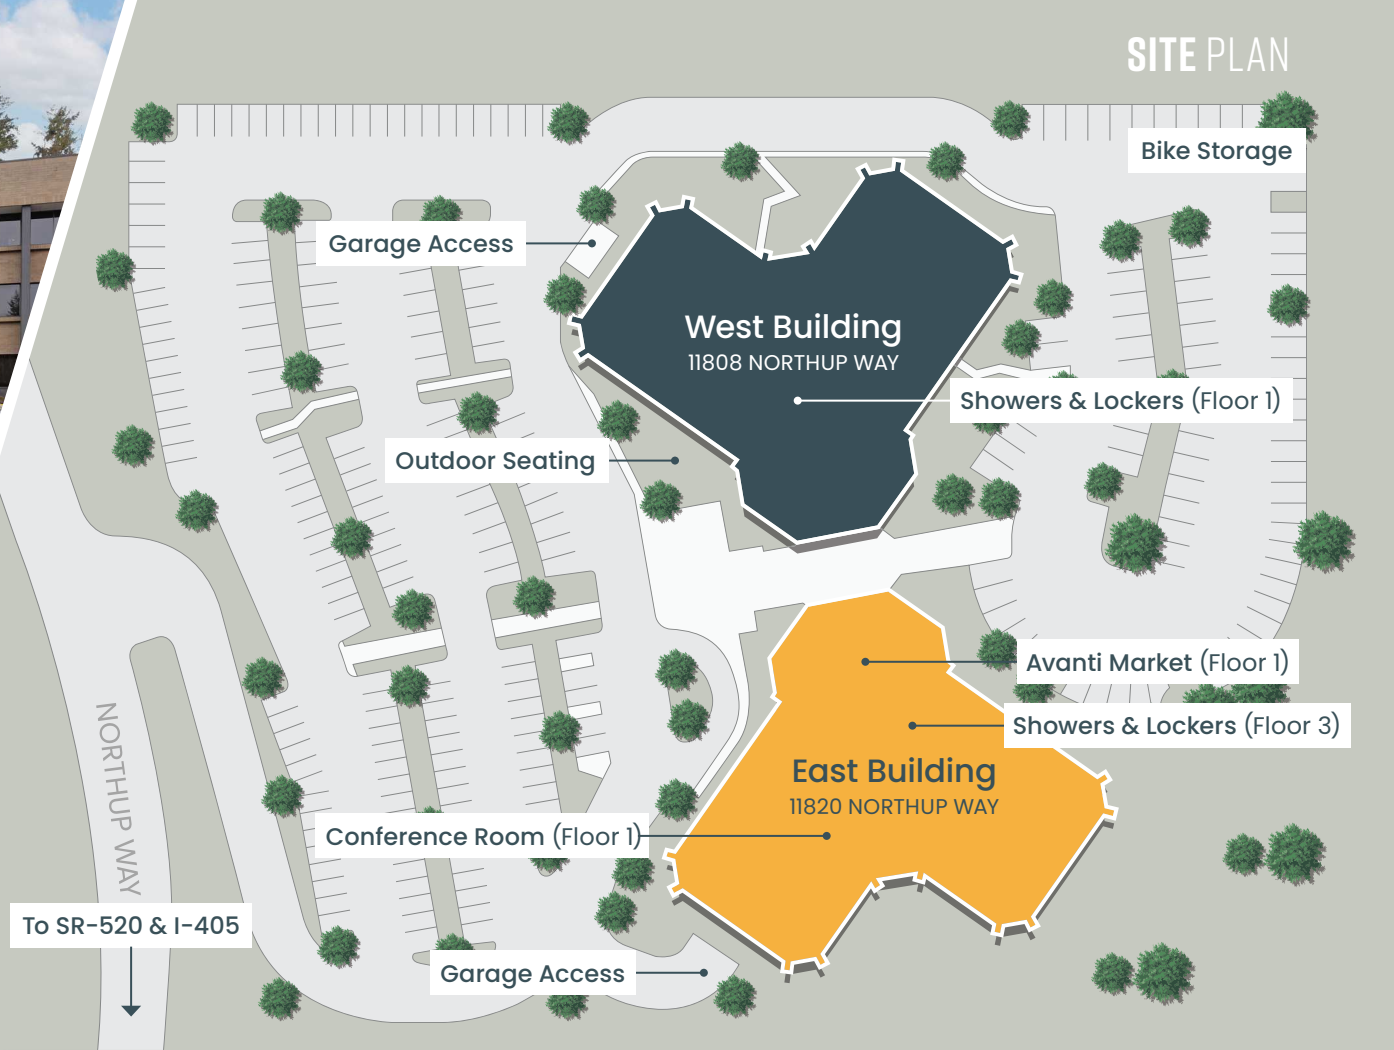 SITE PLAN
Bike Storage
Garage Access
West Building
11808 NORTHUP WAY
Showers & Lockers (Floor 1)
Outdoor Seating
Avanti Market (Floor 1)
Showers & Lockers (Floor 3)
East Building
11820 NORTHUP WAY
NORTHUP WAY
Conference Room (Floor 1)
To SR-520 & I-405
Garage Access